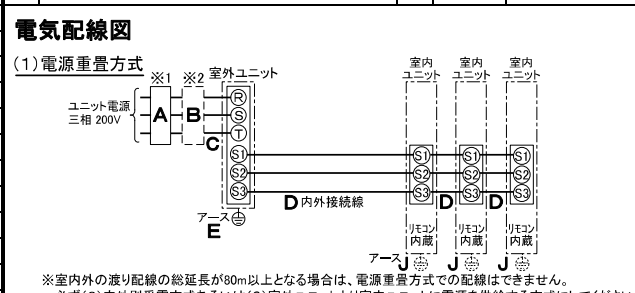 電気配線図
(1)電源重畳方式
※1
※2
室外ユニット
室内
ユニット
室内
ユニット
室内
ユニット
ユニット電源
三相 200V
A
B
C
R
S
T
S1
S2
S3
S1
S2
S3
S1
S2
S3
S1
S2
S3
D内外接続線
D
D
アース
E
リモコン
内蔵
リモコン
内蔵
リモコン
内蔵
アース
J
J
J
※室内外の渡り配線の総延長が80m以上となる場合は、電源重畳方式での配線はできません。